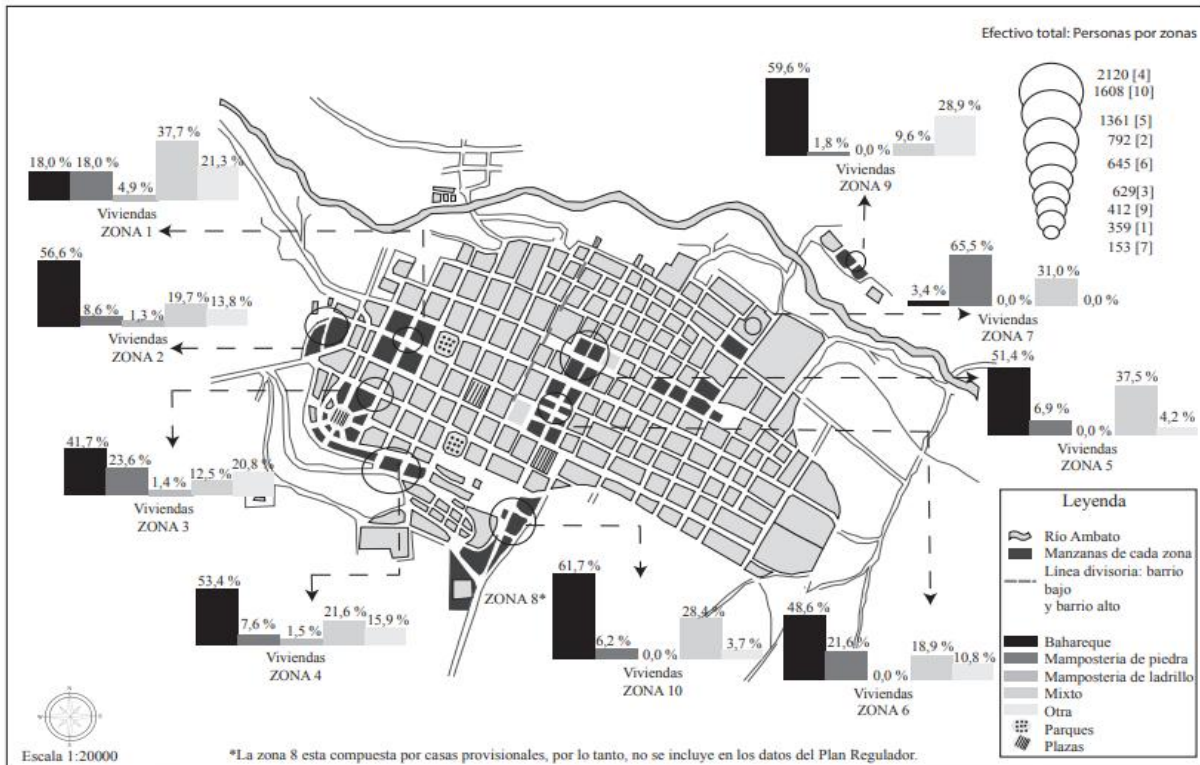 Efectivo total: Personas por zonas
2120 [4]
1608 [10]
1361 [5]
792 [2]
645 [6]
629 [3]
412 [9]
359 [1]
153 [7]
18,0 % 18,0 % 4,9 % 37,7 % 21,3 %
Viviendas
ZONA 1
59,6 % 1,8 % 0,0 % 9,6 % 28,9 %
Viviendas
ZONA 9
56,6 % 8,6 % 1,3 % 19,7 % 13,8 %
Viviendas
ZONA 2
3,4 % 65,5 % 0,0 % 31,0 % 0,0 %
Viviendas
ZONA 7
41,7 % 23,6 % 1,4 % 12,5 % 20,8 %
Viviendas
ZONA 3
51,4 % 6,9 % 0,0 % 37,5 % 4,2 %
Viviendas
ZONA 5
53,4 % 7,6 % 1,5 % 21,6 % 15,9 %
Viviendas
ZONA 4
ZONA 8*
61,7 % 6,2 % 0,0 % 28,4 % 3,7 %
Viviendas
ZONA 10
48,6 % 21,6 % 0,0 % 18,9 % 10,8 %
Viviendas
ZONA 6
Leyenda
Río Ambato
Manzanas de cada zona
Línea divisoria: barrio
bajo
y barrio alto
Bahareque
Mamposteria de piedra
Mamposteria de ladrillo
Mixto
Otra
Parques
Plazas
Escala 1:20000
*La zona 8 esta compuesta por casas provisionales, por lo tanto, no se incluye en los datos del Plan Regulador.